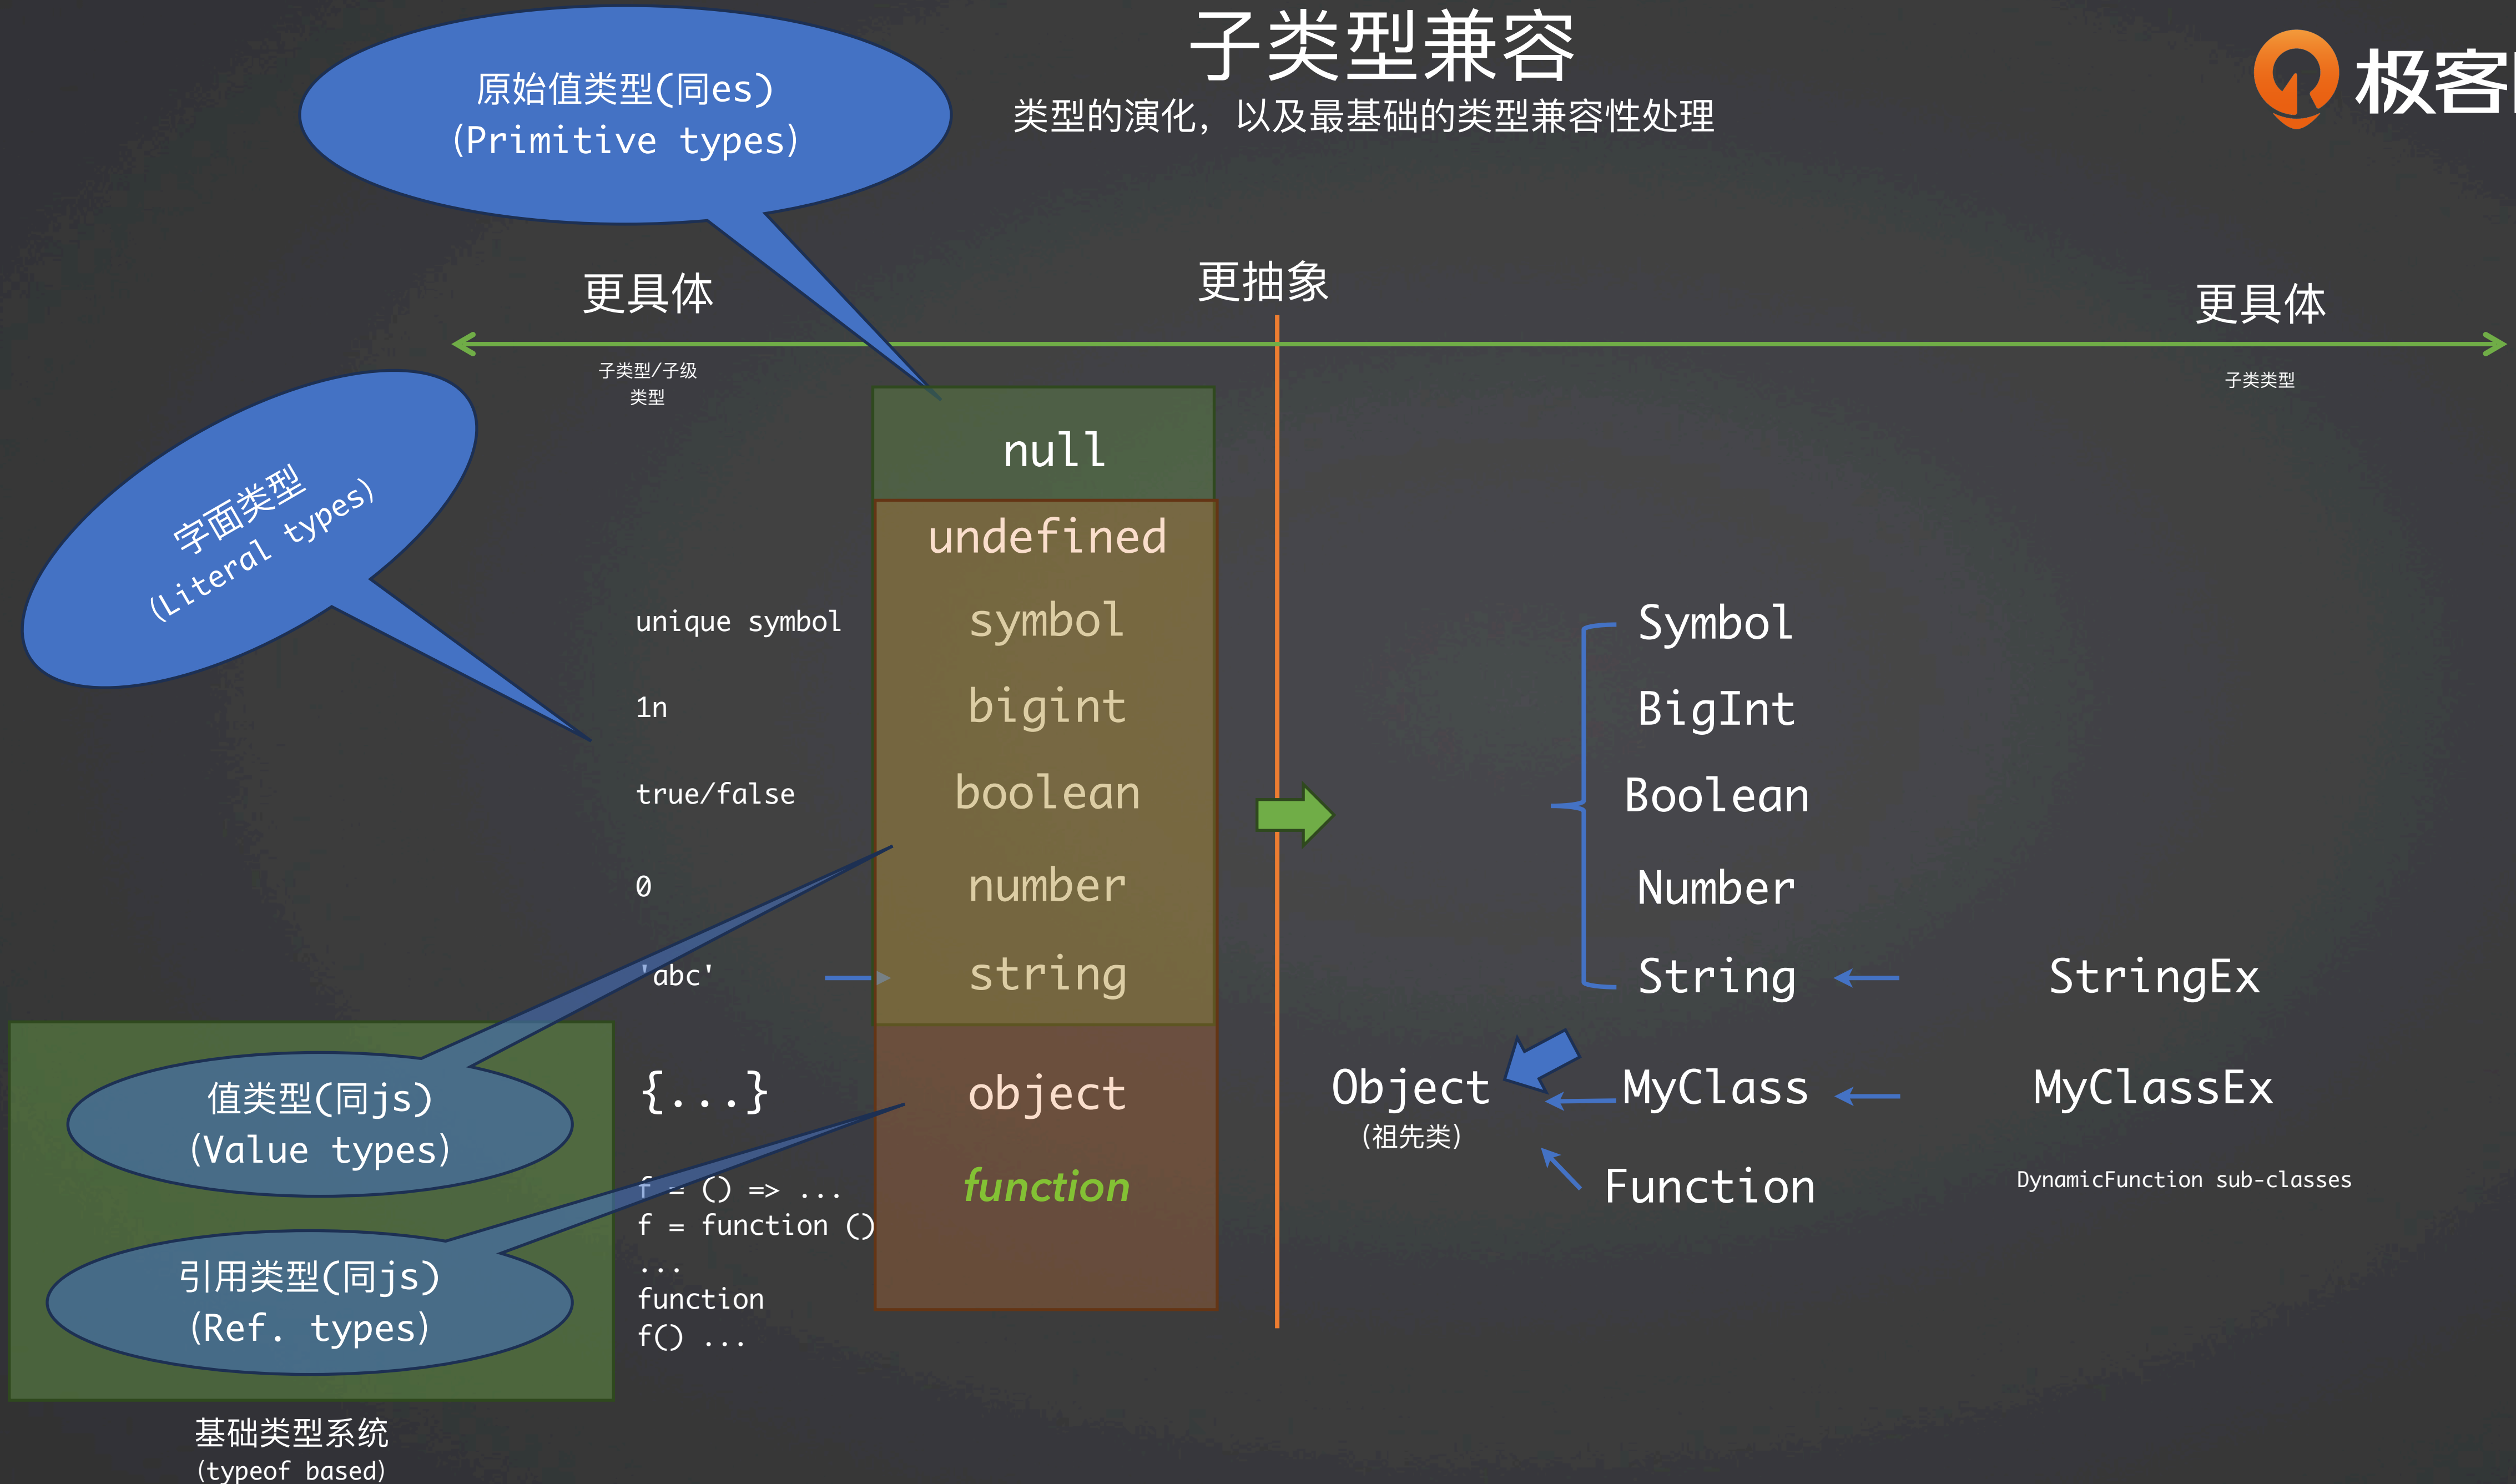 子类型兼容
类型的演化，以及最基础的类型兼容性处理
极客
原始值类型(同es)
(Primitive types)
更具体
更抽象
更具体
子类型/子级
类型
子类类型
字面类型
(Literal types)
null
undefined
unique symbol
symbol
Symbol
1n
bigint
BigInt
true/false
boolean
Boolean
0
number
Number
'abc'
string
String
StringEx
{...}
object
Object
(祖先类)
MyClass
MyClassEx
f = () => ...
f = function ()
...
function
f() ...
function
Function
DynamicFunction sub-classes
值类型(同js)
(Value types)
引用类型(同js)
(Ref. types)
基础类型系统
(typeof based)